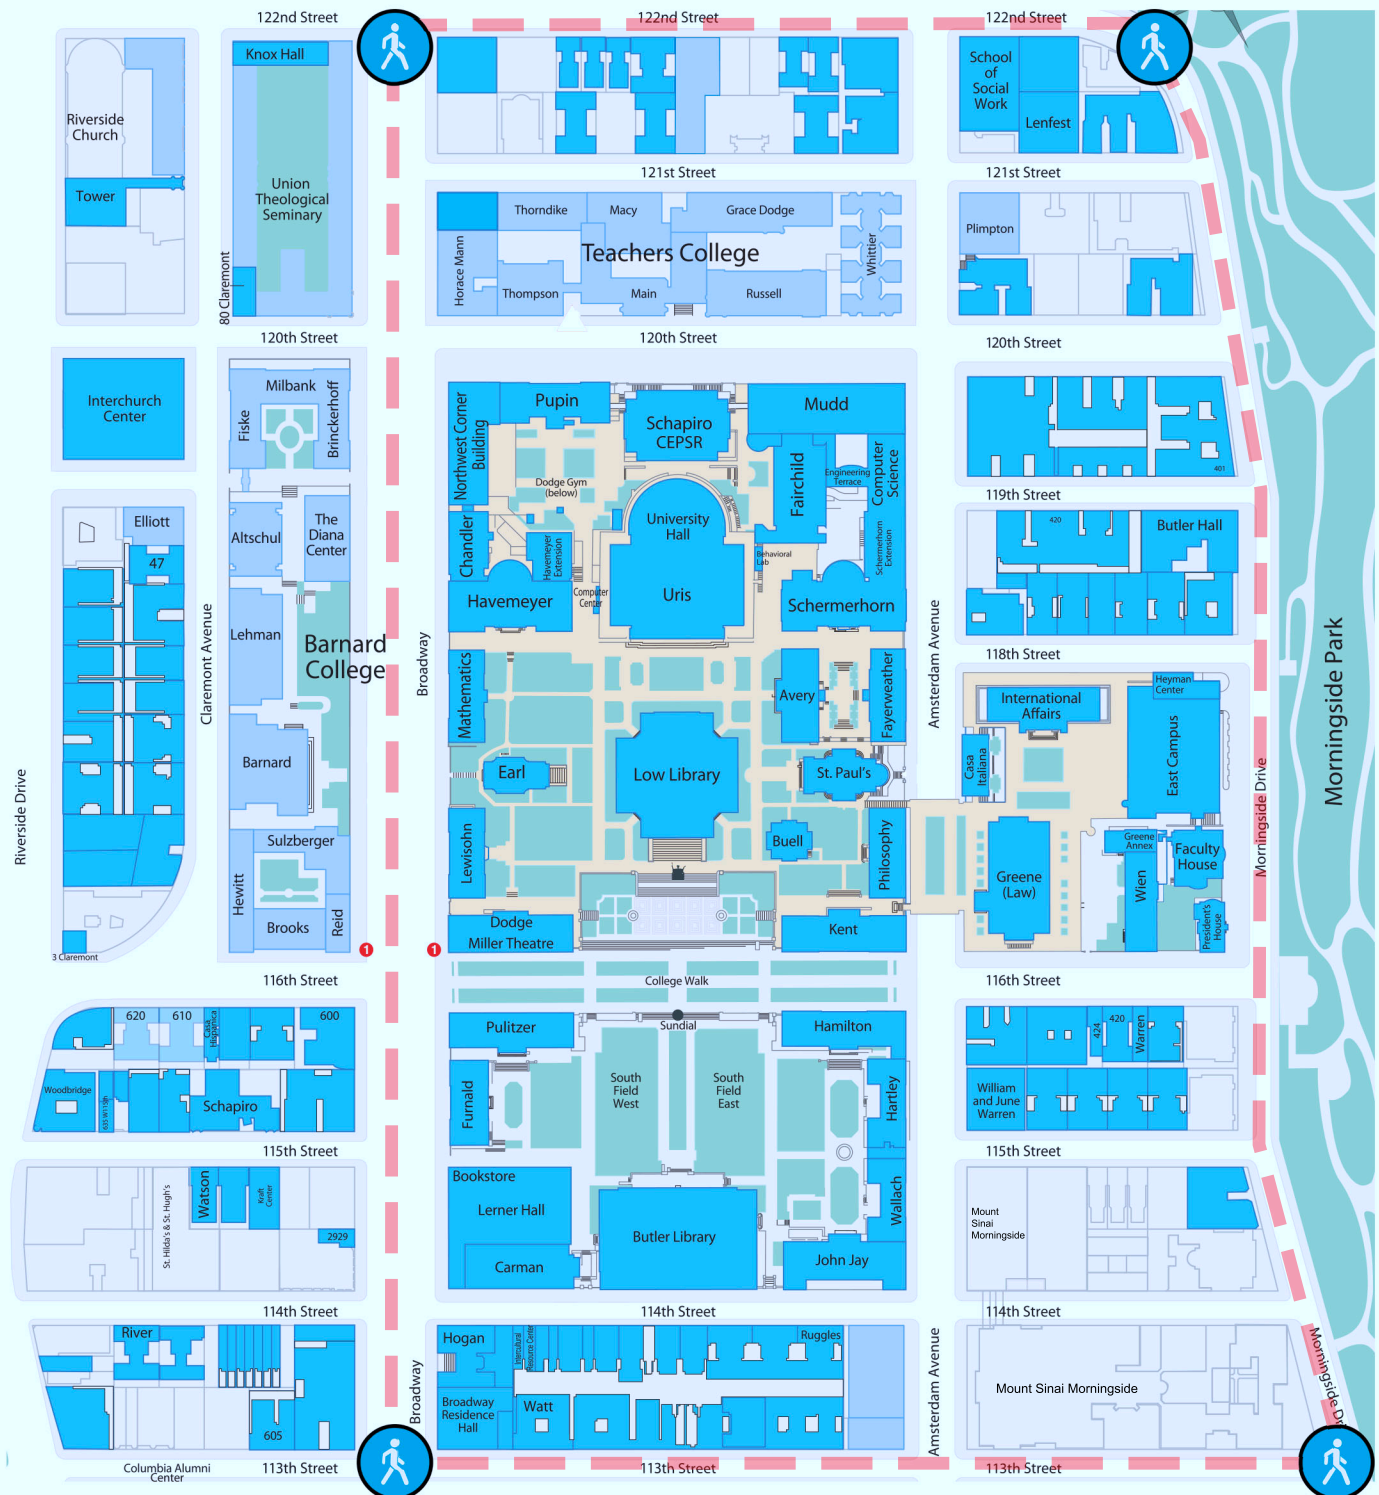 122nd Street
122nd Street
122nd Street
Knox Hall
Riverside
Church
Tower
Union
Theological
Seminary
80 Claremont
School
of
Social
Work
Lenfest
121st Street
121st Street
Thorndike
Macy
Grace Dodge
Horace Mann
Teachers College
Whittier
Thompson
Main
Russell
Plimpton
120th Street
120th Street
120th Street
Interchurch
Center
Milbank
Fiske
Brinckerhoff
Elliott
47
Altschul
The
Diana
Center
Lehman
Barnard
College
Barnard
Sulzberger
Hewitt
Brooks
Reid
Claremont Avenue
Riverside Drive
3 Claremont
1
1
Broadway
Northwest Corner
Building
Pupin
Schapiro
CEPSR
Mudd
Dodge Gym
(below)
Fairchild
Engineering
Terrace
Computer
Science
Chandler
Havemeyer
Extension
University
Hall
Uris
Behavioral
Lab
Schermerhorn
Extension
Havemeyer
Computer
Center
Schermerhorn
Mathematics
Avery
Fayerweather
Earl
Low Library
St. Paul's
Lewisohn
Buell
Philosophy
Dodge
Miller Theatre
Kent
Amsterdam Avenue
401
119th Street
420
Butler Hall
118th Street
Heyman
Center
International
Affairs
Casa
Italiana
East Campus
Greene
Annex
Faculty
House
Greene
(Law)
Wien
President's
House
Morningside Drive
Morningside Park
116th Street
College Walk
116th Street
620
610
Casa
Hispanica
600
Woodbridge
635 W115th
Schapiro
Pulitzer
Sundial
Hamilton
Furnald
South
Field
West
South
Field
East
Hartley
424
420
Warren
William
and June
Warren
115th Street
115th Street
St. Hilda's & St. Hugh's
Watson
Kraft
Center
2929
Bookstore
Lerner Hall
Carman
Butler Library
Wallach
John Jay
Mount
Sinai
Morningside
114th Street
114th Street
114th Street
River
605
Broadway
Hogan
Intercultural
Resource Center
Ruggles
Broadway
Residence
Hall
Watt
Amsterdam Avenue
Mount Sinai Morningside
Columbia Alumni
Center
113th Street
113th Street
113th Street